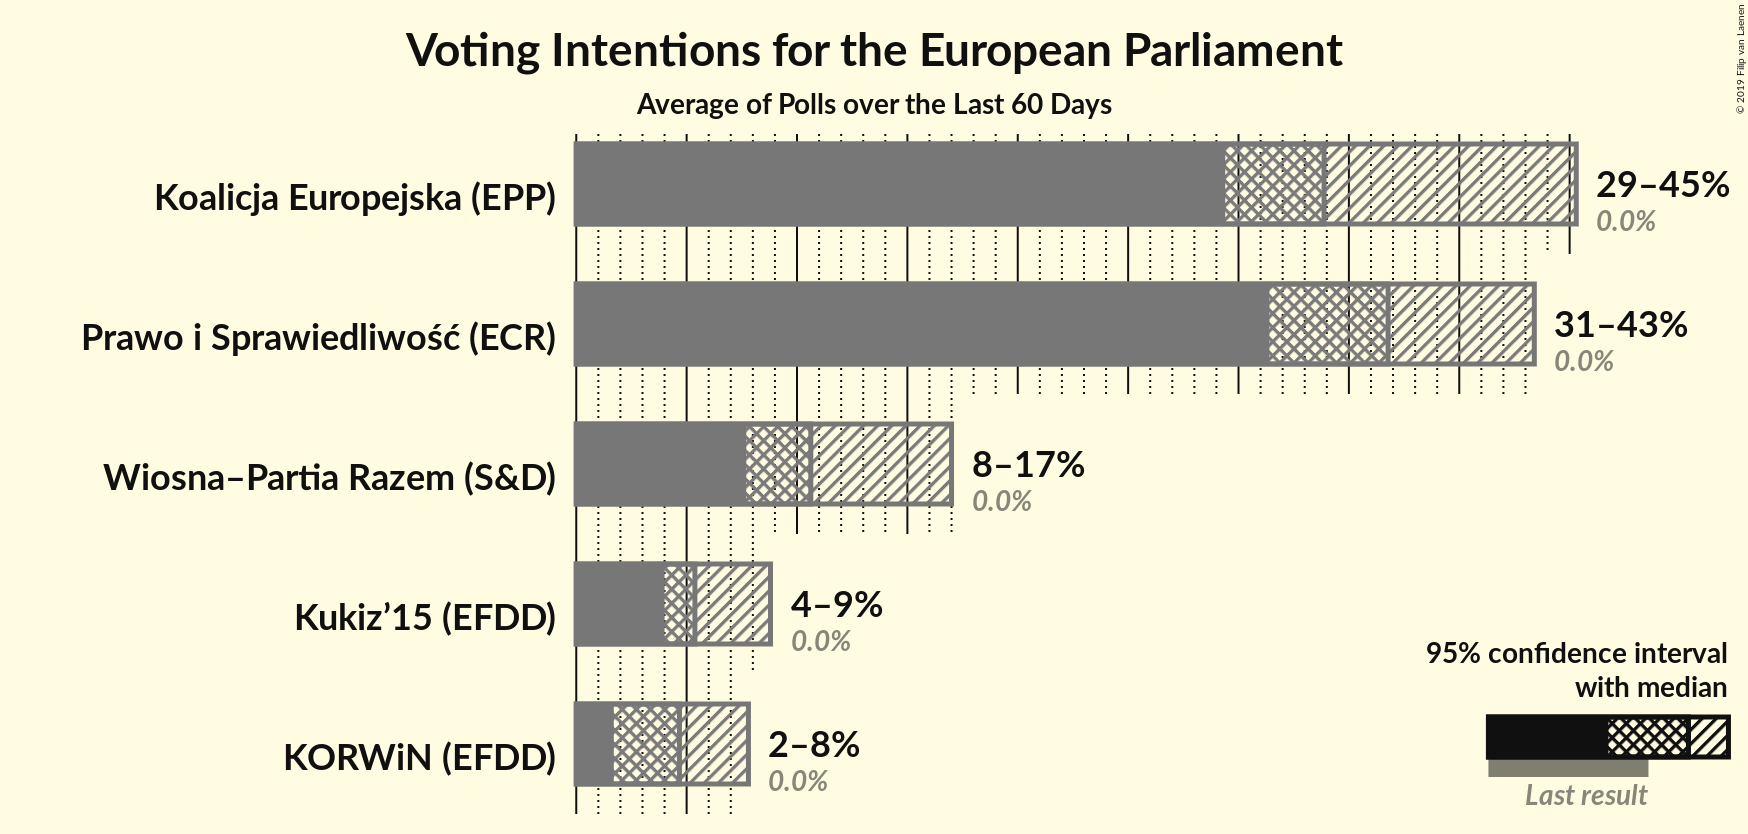 Voting Intentions for the European Parliament
Average of Polls over the Last 60 Days
© 2019 Filip van Laenen
Koalicja Europejska (EPP)
29–45%
0.0%
Prawo i Sprawiedliwość (ECR)
31–43%
0.0%
Wiosna–Partia Razem (S&D)
8–17%
0.0%
Kukiz’15 (EFDD)
4–9%
0.0%
KORWiN (EFDD)
2–8%
0.0%
95% confidence interval
with median
Last result